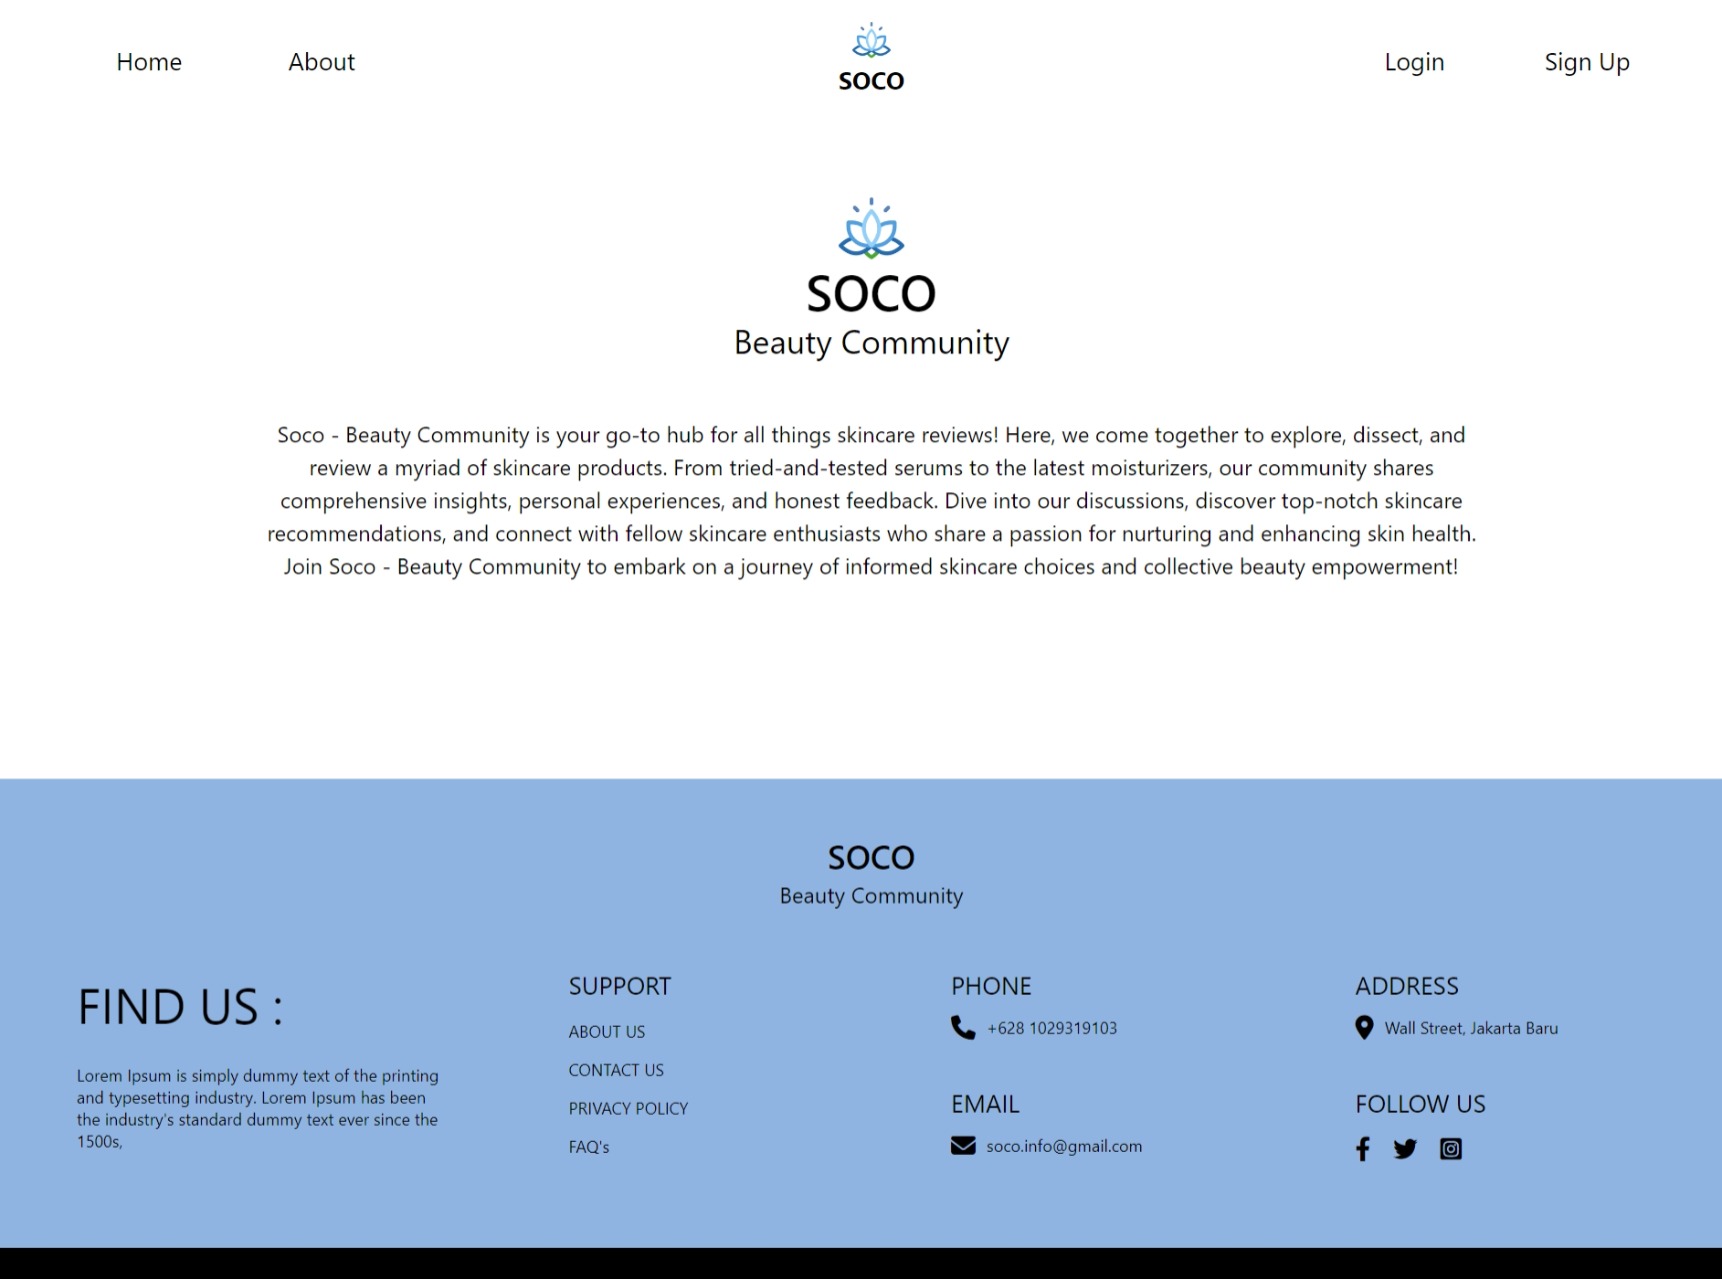 Home
About
SOCO
Login
Sign Up
SOCO
Beauty Community
Soco - Beauty Community is your go-to hub for all things skincare reviews! Here, we come together to explore, dissect, and
review a myriad of skincare products. From tried-and-tested serums to the latest moisturizers, our community shares
comprehensive insights, personal experiences, and honest feedback. Dive into our discussions, discover top-notch skincare
recommendations, and connect with fellow skincare enthusiasts who share a passion for nurturing and enhancing skin health.
Join Soco - Beauty Community to embark on a journey of informed skincare choices and collective beauty empowerment!
SOCO
Beauty Community
FIND US :
Lorem Ipsum is simply dummy text of the printing
and typesetting industry. Lorem Ipsum has been
the industry's standard dummy text ever since the
1500s,
SUPPORT
ABOUT US
CONTACT US
PRIVACY POLICY
FAQ's
PHONE
+628 1029319103
EMAIL
soco.info@gmail.com
ADDRESS
Wall Street, Jakarta Baru
FOLLOW US